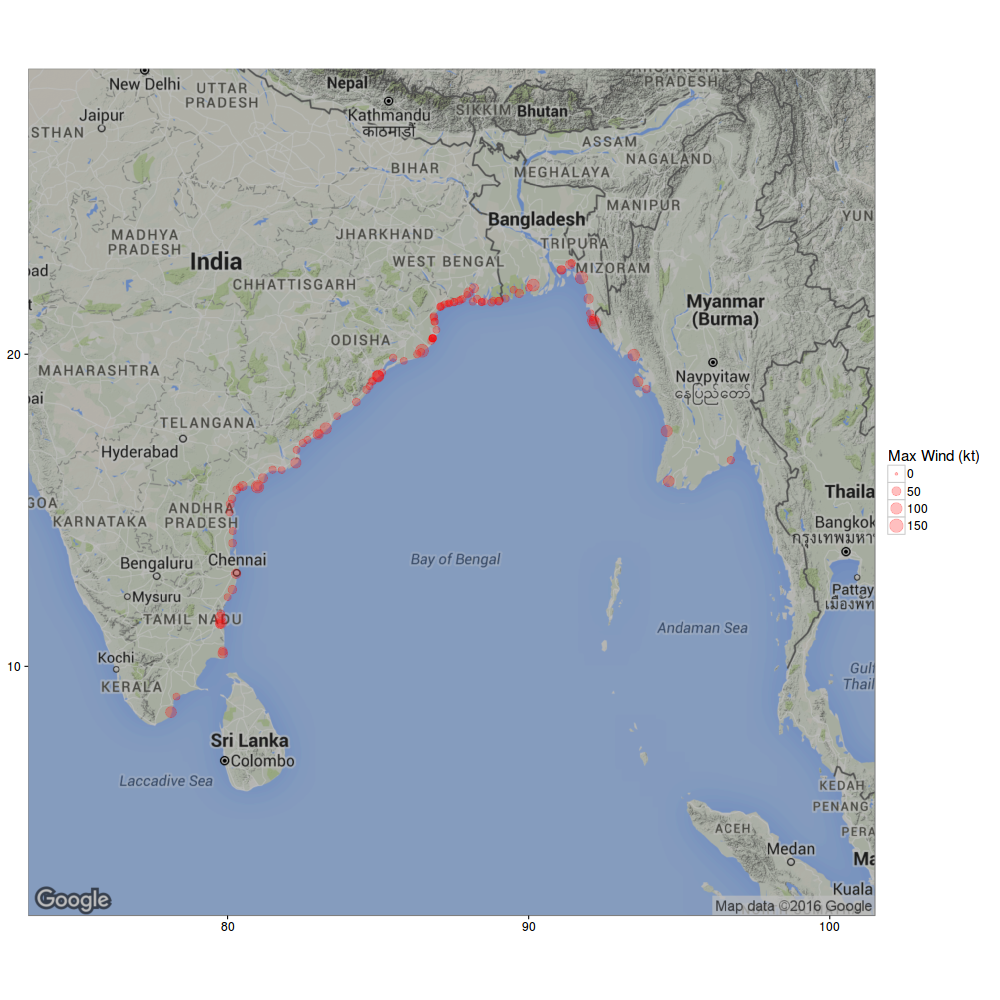 New Delhi
UTTAR
PRADESH
Nepal
Kathmandu
काठमाडौं
SIKKIM
Bhutan
PRADESH
Jaipur
STHAN
ASSAM
NAGALAND
BIHAR
MEGHALAYA
MANIPUR
YUN
Bangladesh
MADHYA
PRADESH
JHARKHAND
TRIPURA
India
WEST BENGAL
MIZORAM
ad
CHHATTISGARH
t
Myanmar
(Burma)
ODISHA
20
MAHARASHTRA
Naypyitaw
နေပြည်တော်
ai
TELANGANA
Hyderabad
Max Wind (kt)
0
50
100
150
GOA
ANDHRA
PRADESH
KARNATAKA
Thaila
Bangkok
กรุงเทพมหา
Bengaluru
Chennai
Bay of Bengal
Mysuru
Pattay
เมืองพัท
TAMIL NADU
Andaman Sea
Kochi
10
KERALA
Gulf
Thail
Sri Lanka
Colombo
Laccadive Sea
KEDAH
PENANG
ACEH
PERA
Medan
Ma
Kuala
Google
Map data ©2016 Google
80
90
100